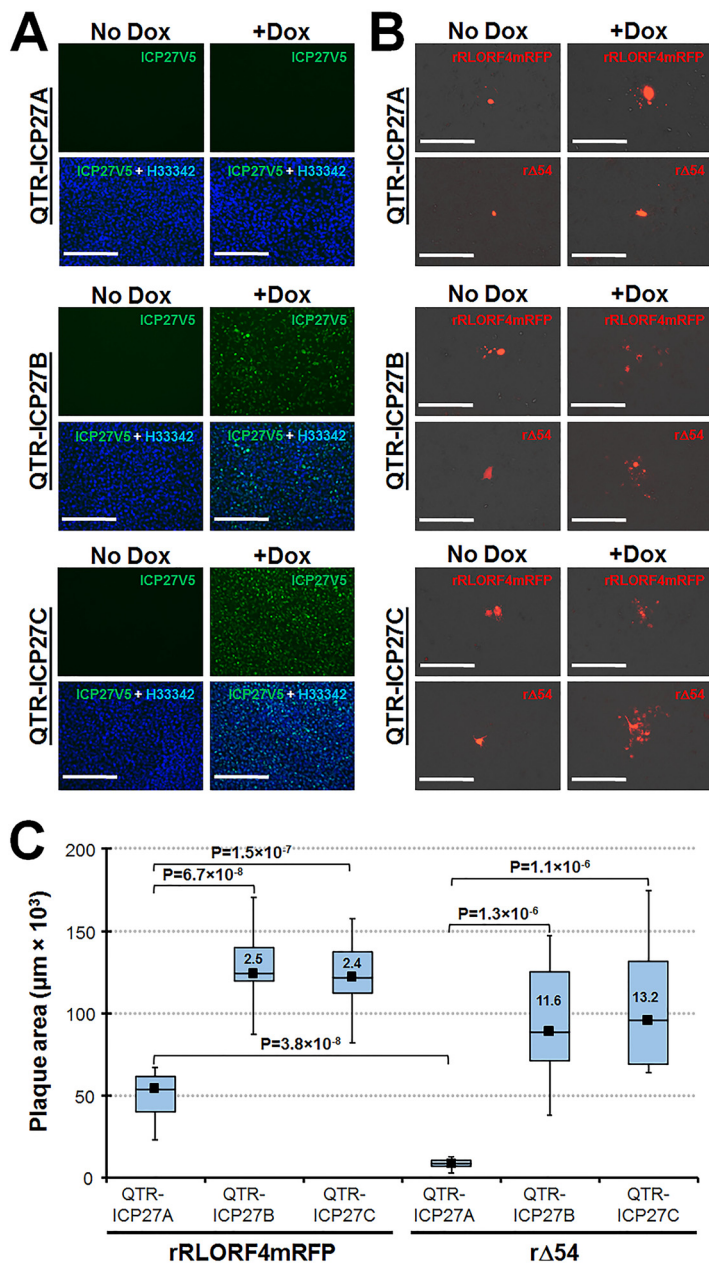 A
No Dox +Dox
QTR-ICP27A
ICP27V5 ICP27V5
ICP27V5 + H33342 ICP27V5 + H33342
No Dox +Dox
QTR-ICP27B
ICP27V5 ICP27V5
ICP27V5 + H33342 ICP27V5 + H33342
No Dox +Dox
QTR-ICP27C
ICP27V5 ICP27V5
ICP27V5 + H33342 ICP27V5 + H33342
B
No Dox +Dox
QTR-ICP27A
rRLORF4mRFP rRLORF4mRFP
rΔ54 rΔ54
No Dox +Dox
QTR-ICP27B
rRLORF4mRFP rRLORF4mRFP
rΔ54 rΔ54
No Dox +Dox
QTR-ICP27C
rRLORF4mRFP rRLORF4mRFP
rΔ54 rΔ54
C
Plaque area (μm × 10³)
200
150
100
50
0
P=1.5×10⁻⁷
P=6.7×10⁻⁸
P=1.1×10⁻⁶
P=1.3×10⁻⁶
P=3.8×10⁻⁸
2.5 2.4 11.6 13.2
QTR- QTR- QTR- QTR- QTR- QTR-
ICP27A ICP27B ICP27C ICP27A ICP27B ICP27C
rRLORF4mRFP rΔ54